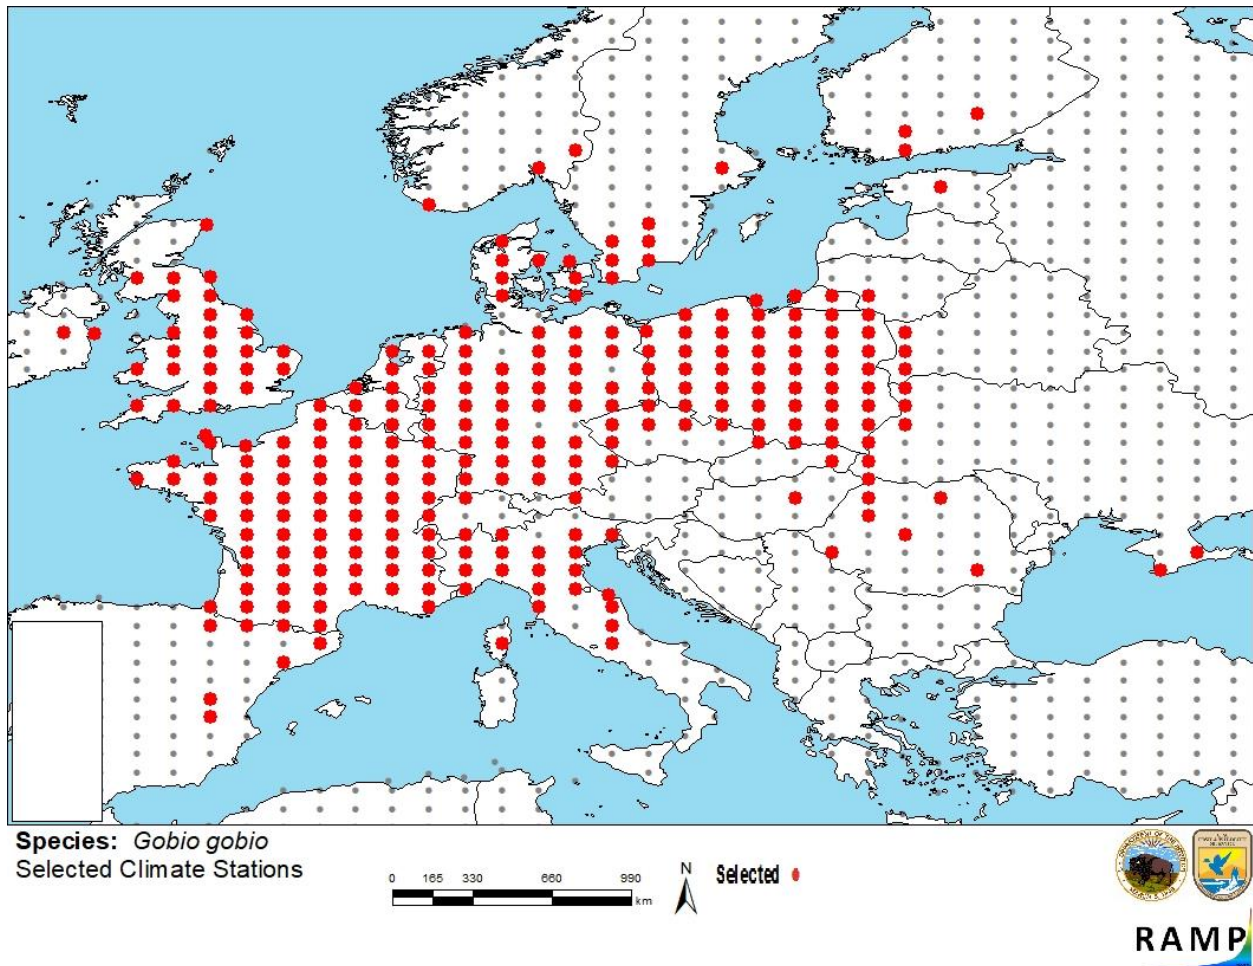 Species: Gobio gobio
Selected Climate Stations
0 165 330 660 990
km
N
Selected
RAMP